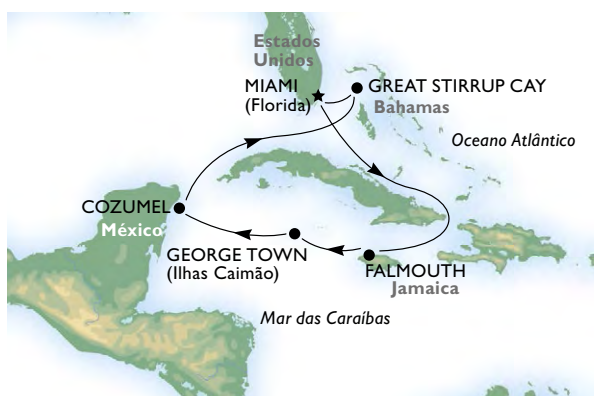 Estados
Unidos
MIAMI
(Florida)
GREAT STIRRUP CAY
Bahamas
Oceano Atlântico
COZUMEL
México
GEORGE TOWN
(Ilhas Caimão)
FALMOUTH
Jamaica
Mar das Caraíbas